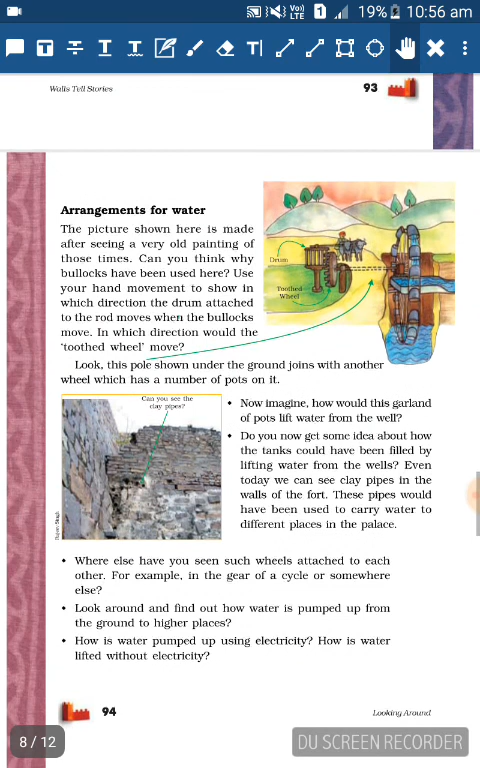 Vo))
LTE
1
19%
10:56 am
T
T
T
T
T
Walls Tell Stories
93
Arrangements for water
The picture shown here is made
after seeing a very old painting of
those times. Can you think why
bullocks have been used here? Use
your hand movement to show in
which direction the drum attached
to the rod moves when the bullocks
move. In which direction would the
‘toothed wheel’ move?
Drum
Toothed
Wheel
Look, this pole shown under the ground joins with another
wheel which has a number of pots on it.
Can you see the
clay pipes?
• Now imagine, how would this garland
of pots lift water from the well?
• Do you now get some idea about how
the tanks could have been filled by
lifting water from the wells? Even
today we can see clay pipes in the
walls of the fort. These pipes would
have been used to carry water to
different places in the palace.
• Where else have you seen such wheels attached to each
other. For example, in the gear of a cycle or somewhere
else?
• Look around and find out how water is pumped up from
the ground to higher places?
• How is water pumped up using electricity? How is water
lifted without electricity?
94
Looking Around
8 / 12
DU SCREEN RECORDER